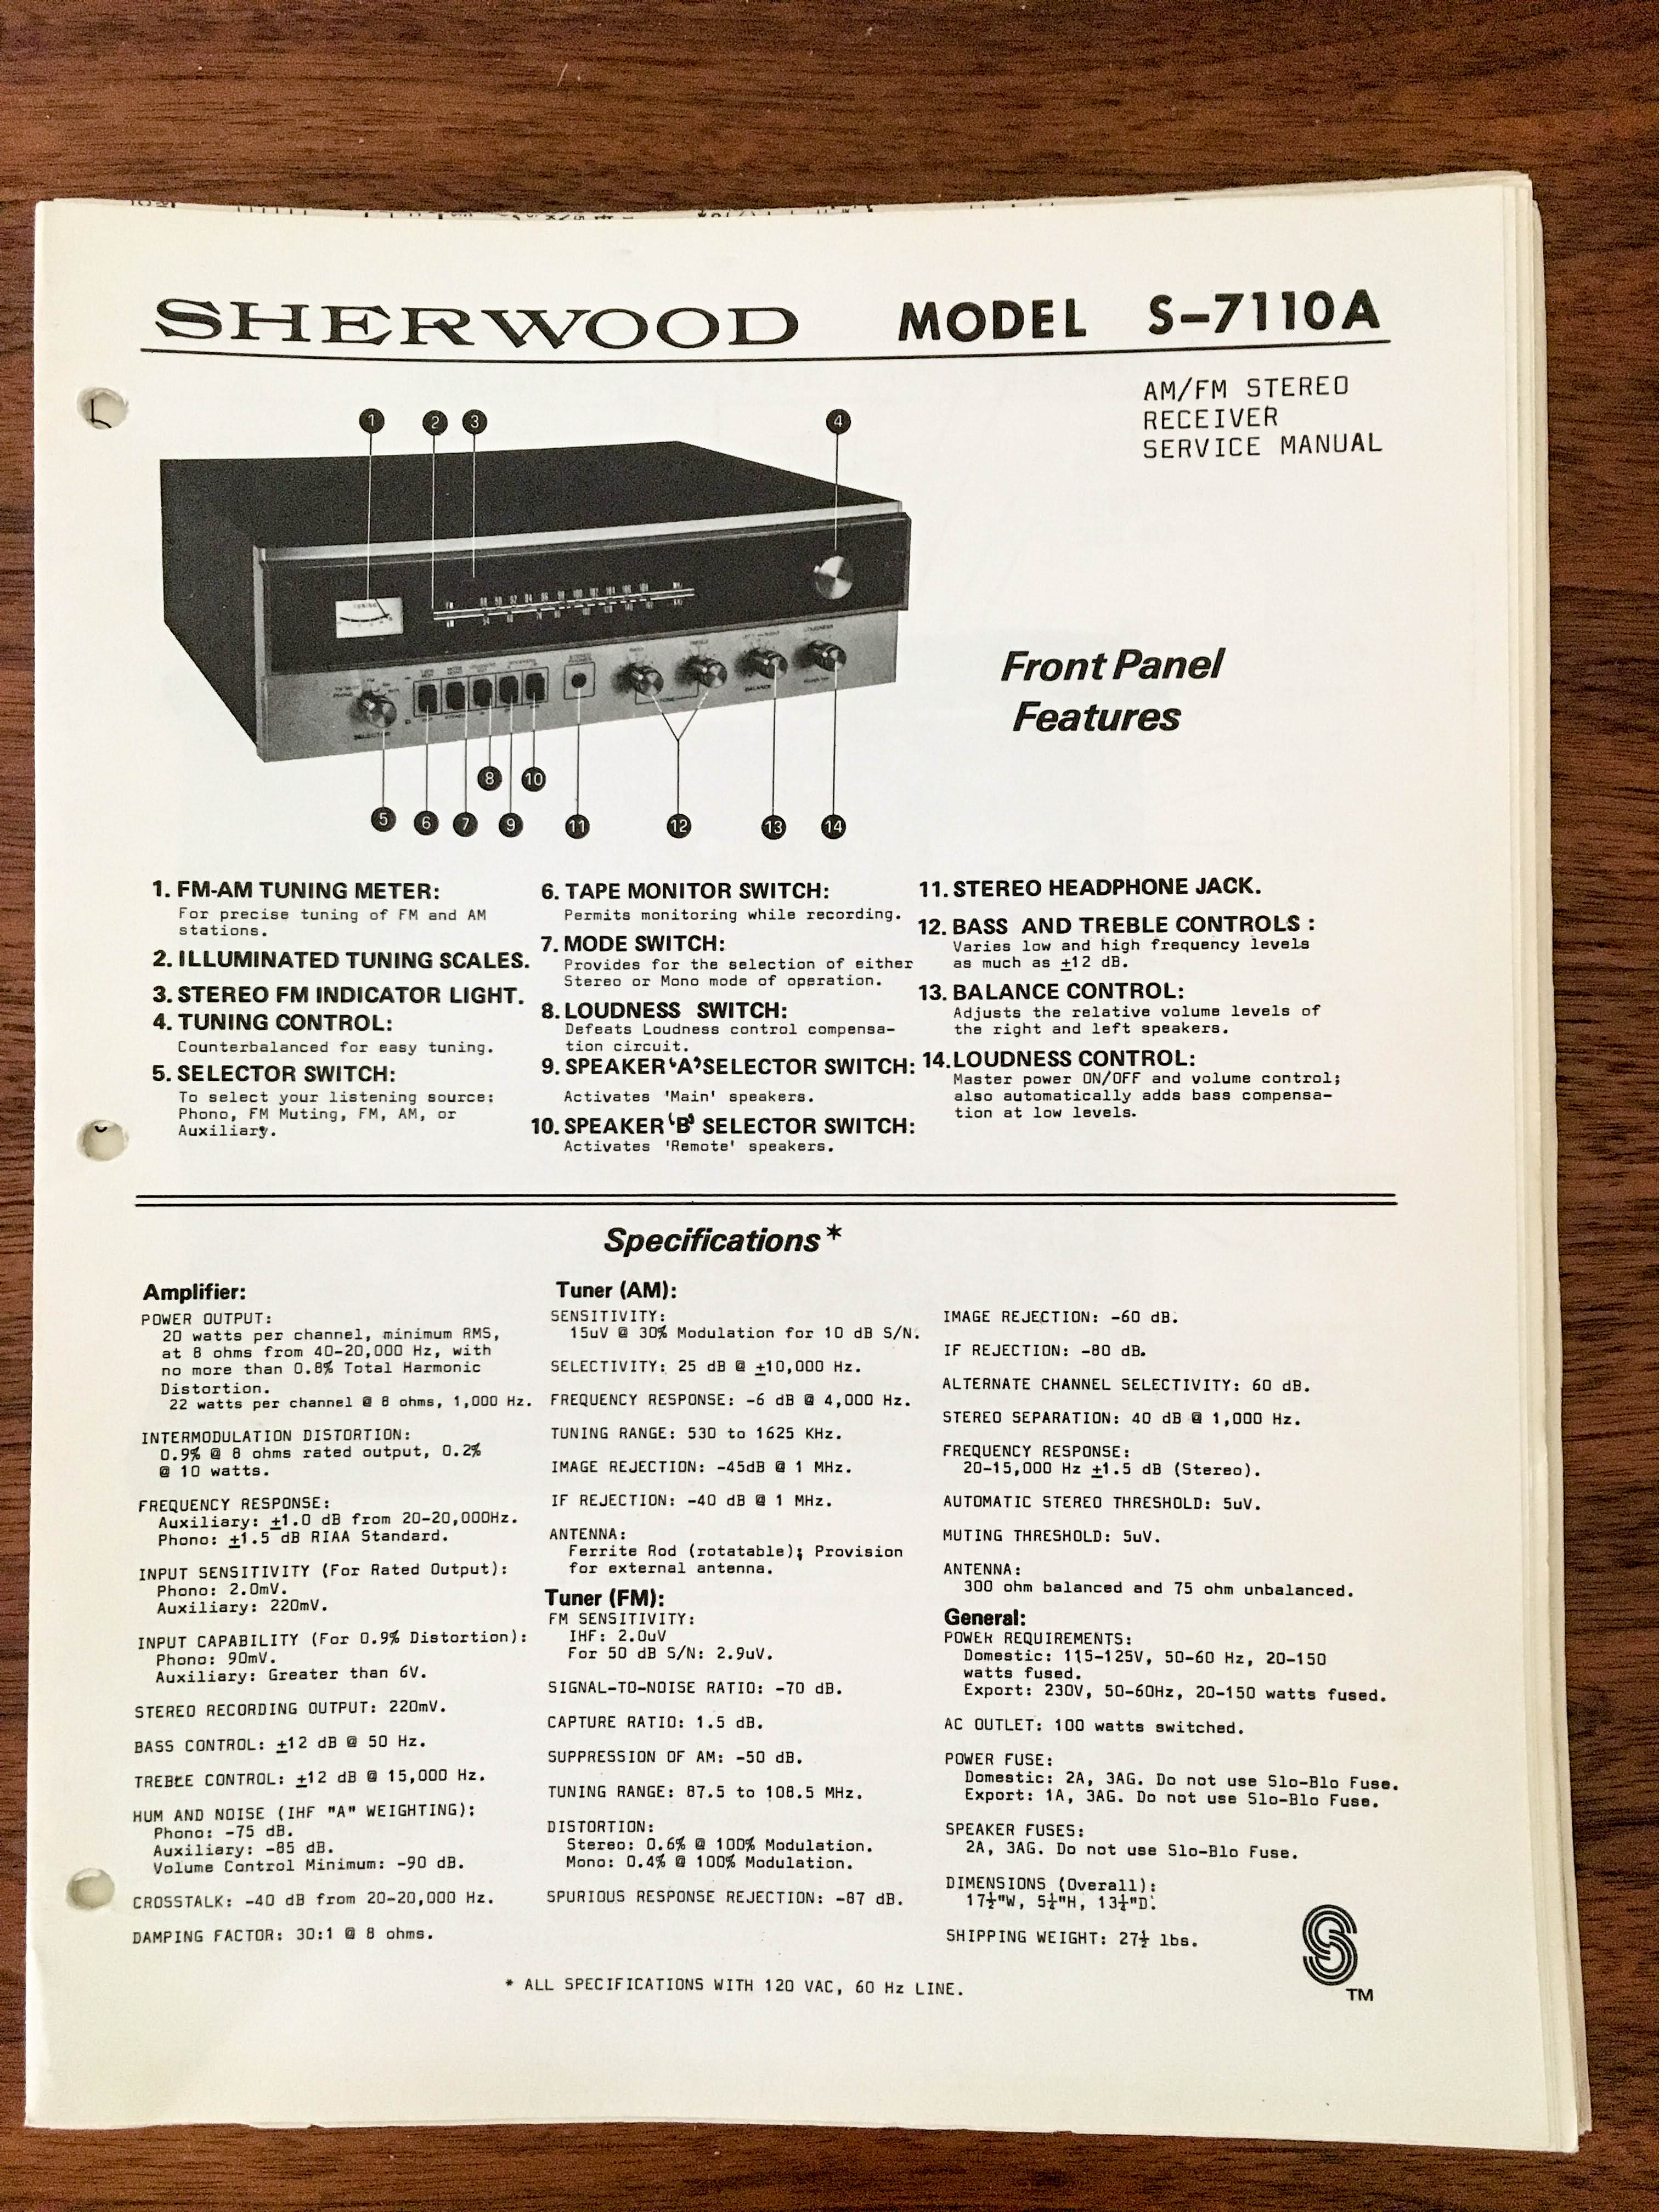 SHERWOOD MODEL S-7110A
AM/FM STEREO
RECEIVER
SERVICE MANUAL
1 2 3 4
TUNING
Front Panel
Features
8 10
5 6 7 9 11 12 13 14
1. FM-AM TUNING METER:
For precise tuning of FM and AM
stations.
2. ILLUMINATED TUNING SCALES.
3. STEREO FM INDICATOR LIGHT.
4. TUNING CONTROL:
Counterbalanced for easy tuning.
5. SELECTOR SWITCH:
To select your listening source:
Phono, FM Muting, FM, AM, or
Auxiliary.
6. TAPE MONITOR SWITCH:
Permits monitoring while recording.
7. MODE SWITCH:
Provides for the selection of either
Stereo or Mono mode of operation.
8. LOUDNESS SWITCH:
Defeats Loudness control compensa-
tion circuit.
9. SPEAKER 'A' SELECTOR SWITCH:
Activates 'Main' speakers.
10. SPEAKER 'B' SELECTOR SWITCH:
Activates 'Remote' speakers.
11. STEREO HEADPHONE JACK.
12. BASS AND TREBLE CONTROLS :
Varies low and high frequency levels
as much as ±12 dB.
13. BALANCE CONTROL:
Adjusts the relative volume levels of
the right and left speakers.
14. LOUDNESS CONTROL:
Master power ON/OFF and volume control;
also automatically adds bass compensa-
tion at low levels.
Specifications*
Amplifier:
POWER OUTPUT:
20 watts per channel, minimum RMS,
at 8 ohms from 40-20,000 Hz, with
no more than 0.8% Total Harmonic
Distortion.
22 watts per channel @ 8 ohms, 1,000 Hz.
INTERMODULATION DISTORTION:
0.9% @ 8 ohms rated output, 0.2%
@ 10 watts.
FREQUENCY RESPONSE:
Auxiliary: ±1.0 dB from 20-20,000Hz.
Phono: ±1.5 dB RIAA Standard.
INPUT SENSITIVITY (For Rated Output):
Phono: 2.0mV.
Auxiliary: 220mV.
INPUT CAPABILITY (For 0.9% Distortion):
Phono: 90mV.
Auxiliary: Greater than 6V.
STEREO RECORDING OUTPUT: 220mV.
BASS CONTROL: ±12 dB @ 50 Hz.
TREBLE CONTROL: ±12 dB @ 15,000 Hz.
HUM AND NOISE (IHF "A" WEIGHTING):
Phono: -75 dB.
Auxiliary: -85 dB.
Volume Control Minimum: -90 dB.
CROSSTALK: -40 dB from 20-20,000 Hz.
DAMPING FACTOR: 30:1 @ 8 ohms.
Tuner (AM):
SENSITIVITY:
15uV @ 30% Modulation for 10 dB S/N.
SELECTIVITY: 25 dB @ ±10,000 Hz.
FREQUENCY RESPONSE: -6 dB @ 4,000 Hz.
TUNING RANGE: 530 to 1625 KHz.
IMAGE REJECTION: -45dB @ 1 MHz.
IF REJECTION: -40 dB @ 1 MHz.
ANTENNA:
Ferrite Rod (rotatable); Provision
for external antenna.
Tuner (FM):
FM SENSITIVITY:
IHF: 2.0uV
For 50 dB S/N: 2.9uV.
SIGNAL-TO-NOISE RATIO: -70 dB.
CAPTURE RATIO: 1.5 dB.
SUPPRESSION OF AM: -50 dB.
TUNING RANGE: 87.5 to 108.5 MHz.
DISTORTION:
Stereo: 0.6% @ 100% Modulation.
Mono: 0.4% @ 100% Modulation.
SPURIOUS RESPONSE REJECTION: -87 dB.
IMAGE REJECTION: -60 dB.
IF REJECTION: -80 dB.
ALTERNATE CHANNEL SELECTIVITY: 60 dB.
STEREO SEPARATION: 40 dB @ 1,000 Hz.
FREQUENCY RESPONSE:
20-15,000 Hz ±1.5 dB (Stereo).
AUTOMATIC STEREO THRESHOLD: 5uV.
MUTING THRESHOLD: 5uV.
ANTENNA:
300 ohm balanced and 75 ohm unbalanced.
General:
POWER REQUIREMENTS:
Domestic: 115-125V, 50-60 Hz, 20-150
watts fused.
Export: 230V, 50-60Hz, 20-150 watts fused.
AC OUTLET: 100 watts switched.
POWER FUSE:
Domestic: 2A, 3AG. Do not use Slo-Blo Fuse.
Export: 1A, 3AG. Do not use Slo-Blo Fuse.
SPEAKER FUSES:
2A, 3AG. Do not use Slo-Blo Fuse.
DIMENSIONS (Overall):
17½"W, 5½"H, 13½"D.
SHIPPING WEIGHT: 27½ lbs.
* ALL SPECIFICATIONS WITH 120 VAC, 60 Hz LINE.
TM